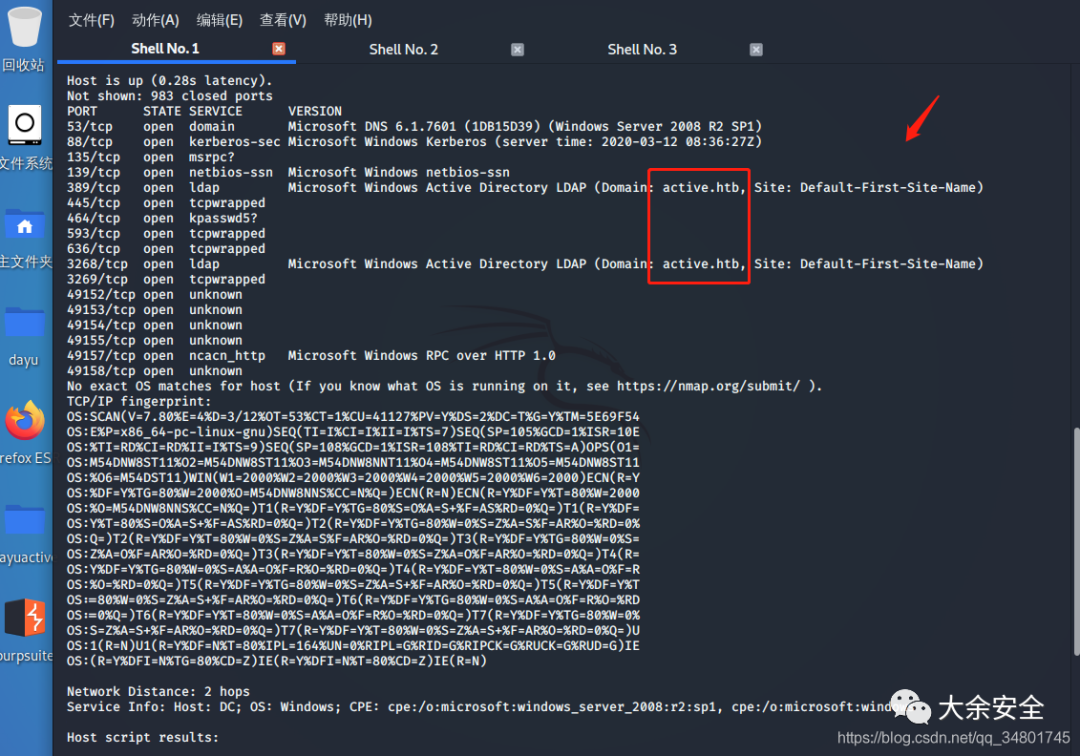 文件(F) 动作(A) 编辑(E) 查看(V) 帮助(H)
Shell No. 1 Shell No. 2 Shell No. 3
回收站
文件系统
主文件夹
dayu
refox ES
ayuactiv
ourpsuite
Host is up (0.28s latency).
Not shown: 983 closed ports
PORT STATE SERVICE VERSION
53/tcp open domain Microsoft DNS 6.1.7601 (1DB15D39) (Windows Server 2008 R2 SP1)
88/tcp open kerberos-sec Microsoft Windows Kerberos (server time: 2020-03-12 08:36:27Z)
135/tcp open msrpc?
139/tcp open netbios-ssn Microsoft Windows netbios-ssn
389/tcp open ldap Microsoft Windows Active Directory LDAP (Domain: active.htb, Site: Default-First-Site-Name)
445/tcp open tcpwrapped
464/tcp open kpasswd5?
593/tcp open tcpwrapped
636/tcp open tcpwrapped
3268/tcp open ldap Microsoft Windows Active Directory LDAP (Domain: active.htb, Site: Default-First-Site-Name)
3269/tcp open tcpwrapped
49152/tcp open unknown
49153/tcp open unknown
49154/tcp open unknown
49155/tcp open unknown
49157/tcp open ncacn_http Microsoft Windows RPC over HTTP 1.0
49158/tcp open unknown
No exact OS matches for host (If you know what OS is running on it, see https://nmap.org/submit/ ).
TCP/IP fingerprint:
OS:SCAN(V=7.80%E=4%D=3/12%OT=53%CT=1%CU=41127%PV=Y%DS=2%DC=T%G=Y%TM=5E69F54
OS:E%P=x86_64-pc-linux-gnu)SEQ(TI=I%CI=I%II=I%TS=7)SEQ(SP=105%GCD=1%ISR=10E
OS:%TI=RD%CI=RD%II=I%TS=9)SEQ(SP=108%GCD=1%ISR=108%TI=RD%CI=RD%TS=A)OPS(O1=
OS:M54DNW8ST11%O2=M54DNW8ST11%O3=M54DNW8NNT11%O4=M54DNW8ST11%O5=M54DNW8ST11
OS:%O6=M54DST11)WIN(W1=2000%W2=2000%W3=2000%W4=2000%W5=2000%W6=2000)ECN(R=Y
OS:%DF=Y%TG=80%W=2000%O=M54DNW8NNS%CC=N%Q=)ECN(R=N)ECN(R=Y%DF=Y%T=80%W=2000
OS:%O=M54DNW8NNS%CC=N%Q=)T1(R=Y%DF=Y%TG=80%S=O%A=S+%F=AS%RD=0%Q=)T1(R=Y%DF=
OS:Y%T=80%S=O%A=S+%F=AS%RD=0%Q=)T2(R=Y%DF=Y%TG=80%W=0%S=Z%A=S%F=AR%O=%RD=0%
OS:Q=)T2(R=Y%DF=Y%T=80%W=0%S=Z%A=S%F=AR%O=%RD=0%Q=)T3(R=Y%DF=Y%TG=80%W=0%S=
OS:Z%A=O%F=AR%O=%RD=0%Q=)T3(R=Y%DF=Y%T=80%W=0%S=Z%A=O%F=AR%O=%RD=0%Q=)T4(R=
OS:Y%DF=Y%TG=80%W=0%S=A%A=O%F=R%O=%RD=0%Q=)T4(R=Y%DF=Y%T=80%W=0%S=A%A=O%F=R
OS:%O=%RD=0%Q=)T5(R=Y%DF=Y%TG=80%W=0%S=Z%A=S+%F=AR%O=%RD=0%Q=)T5(R=Y%DF=Y%T
OS:=80%W=0%S=Z%A=S+%F=AR%O=%RD=0%Q=)T6(R=Y%DF=Y%TG=80%W=0%S=A%A=O%F=R%O=%RD
OS:=0%Q=)T6(R=Y%DF=Y%T=80%W=0%S=A%A=O%F=R%O=%RD=0%Q=)T7(R=Y%DF=Y%TG=80%W=0%
OS:S=Z%A=S+%F=AR%O=%RD=0%Q=)T7(R=Y%DF=Y%T=80%W=0%S=Z%A=S+%F=AR%O=%RD=0%Q=)U
OS:1(R=N)U1(R=Y%DF=N%T=80%IPL=164%UN=0%RIPL=G%RID=G%RIPCK=G%RUCK=G%RUD=G)IE
OS:(R=Y%DFI=N%TG=80%CD=Z)IE(R=Y%DFI=N%T=80%CD=Z)IE(R=N)
Network Distance: 2 hops
Service Info: Host: DC; OS: Windows; CPE: cpe:/o:microsoft:windows_server_2008:r2:sp1, cpe:/o:microsoft:window
Host script results:
大余安全
https://blog.csdn.net/qq_34801745